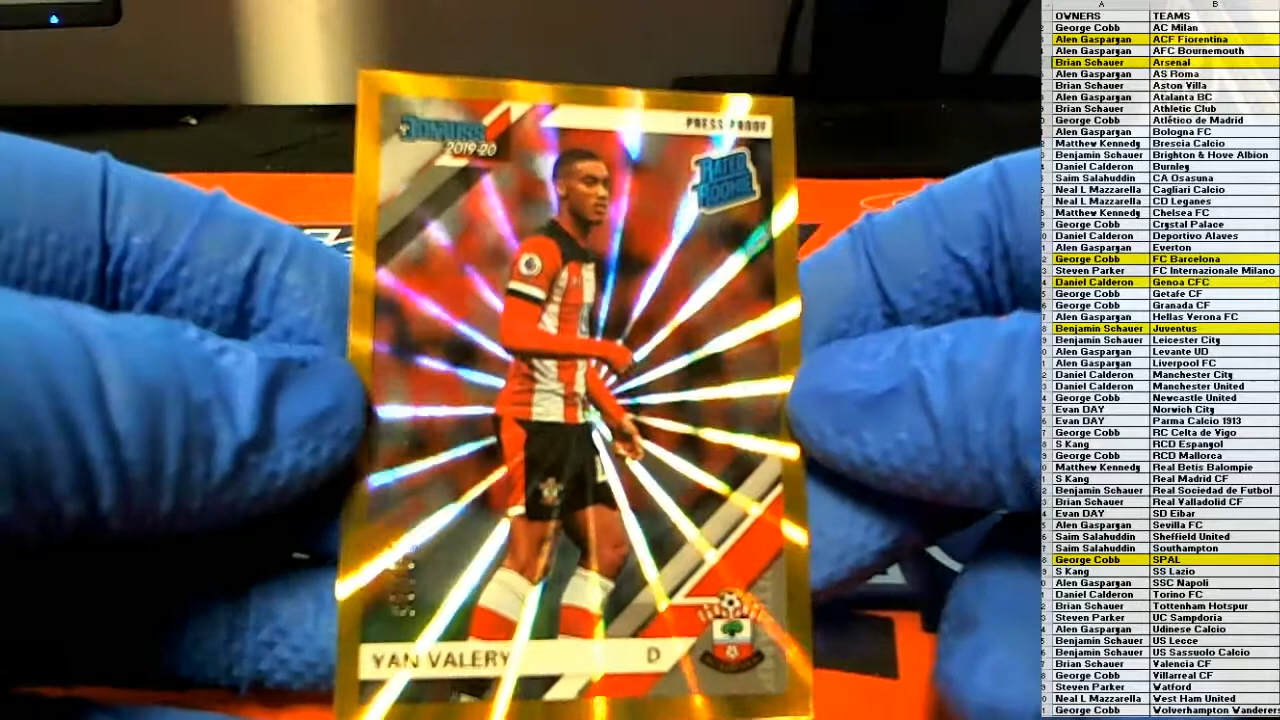 DONRUSS
2019-20
PRESS PROOF
RATED
ROOKIE
YAN VALERY
D
A B
OWNERS TEAMS
George Cobb AC Milan
Alen Gaspargan ACF Fiorentina
Alen Gaspargan AFC Bournemouth
Brian Schauer Arsenal
Alen Gaspargan AS Roma
Brian Schauer Aston Villa
Alen Gaspargan Atalanta BC
Brian Schauer Athletic Club
George Cobb Atlético de Madrid
Alen Gaspargan Bologna FC
Matthew Kennedy Brescia Calcio
Benjamin Schauer Brighton & Hove Albion
Daniel Calderon Burnley
Saim Salahuddin CA Osasuna
Neal L Mazzarella Cagliari Calcio
Neal L Mazzarella CD Leganes
Matthew Kennedy Chelsea FC
George Cobb Crystal Palace
Daniel Calderon Deportivo Alaves
Alen Gaspargan Everton
George Cobb FC Barcelona
Steven Parker FC Internazionale Milano
Daniel Calderon Genoa CFC
George Cobb Getafe CF
George Cobb Granada CF
Alen Gaspargan Hellas Verona FC
Benjamin Schauer Juventus
Benjamin Schauer Leicester City
Alen Gaspargan Levante UD
Alen Gaspargan Liverpool FC
Daniel Calderon Manchester City
Daniel Calderon Manchester United
George Cobb Newcastle United
Evan DAY Norwich City
Evan DAY Parma Calcio 1913
George Cobb RC Celta de Vigo
S Kang RCD Espanyol
George Cobb RCD Mallorca
Matthew Kennedy Real Betis Balompie
S Kang Real Madrid CF
Benjamin Schauer Real Sociedad de Futbol
Brian Schauer Real Valladolid CF
Evan DAY SD Eibar
Alen Gaspargan Sevilla FC
Saim Salahuddin Sheffield United
Saim Salahuddin Southampton
George Cobb SPAL
S Kang SS Lazio
Alen Gaspargan SSC Napoli
Daniel Calderon Torino FC
Brian Schauer Tottenham Hotspur
Steven Parker UC Sampdoria
Alen Gaspargan Udinese Calcio
Benjamin Schauer US Lecce
Benjamin Schauer US Sassuolo Calcio
Brian Schauer Valencia CF
George Cobb Villarreal CF
Steven Parker Watford
Neal L Mazzarella West Ham United
George Cobb Wolverhampton Wanderers